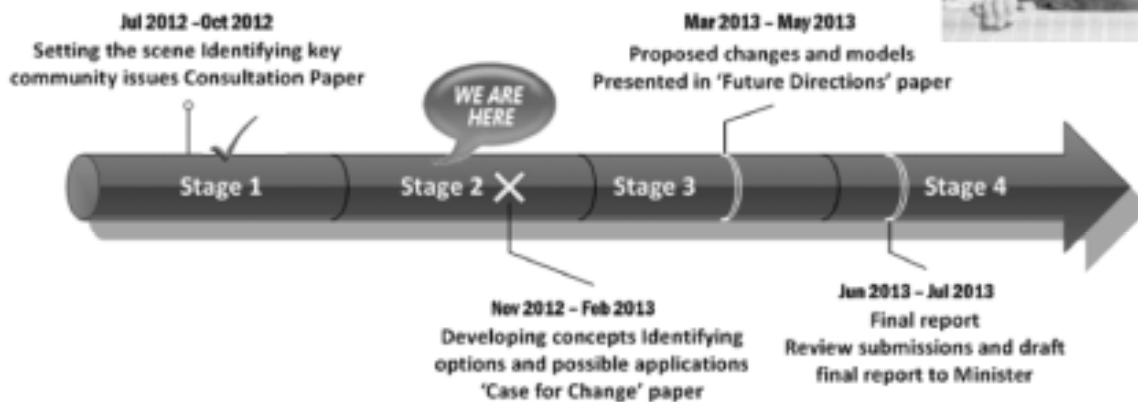 Jul 2012 -Oct 2012
Setting the scene Identifying key
community issues Consultation Paper
Mar 2013 – May 2013
Proposed changes and models
Presented in 'Future Directions' paper
WE ARE
HERE
Stage 1
Stage 2
Stage 3
Stage 4
Nov 2012 – Feb 2013
Developing concepts Identifying
options and possible applications
'Case for Change' paper
Jun 2013 – Jul 2013
Final report
Review submissions and draft
final report to Minister